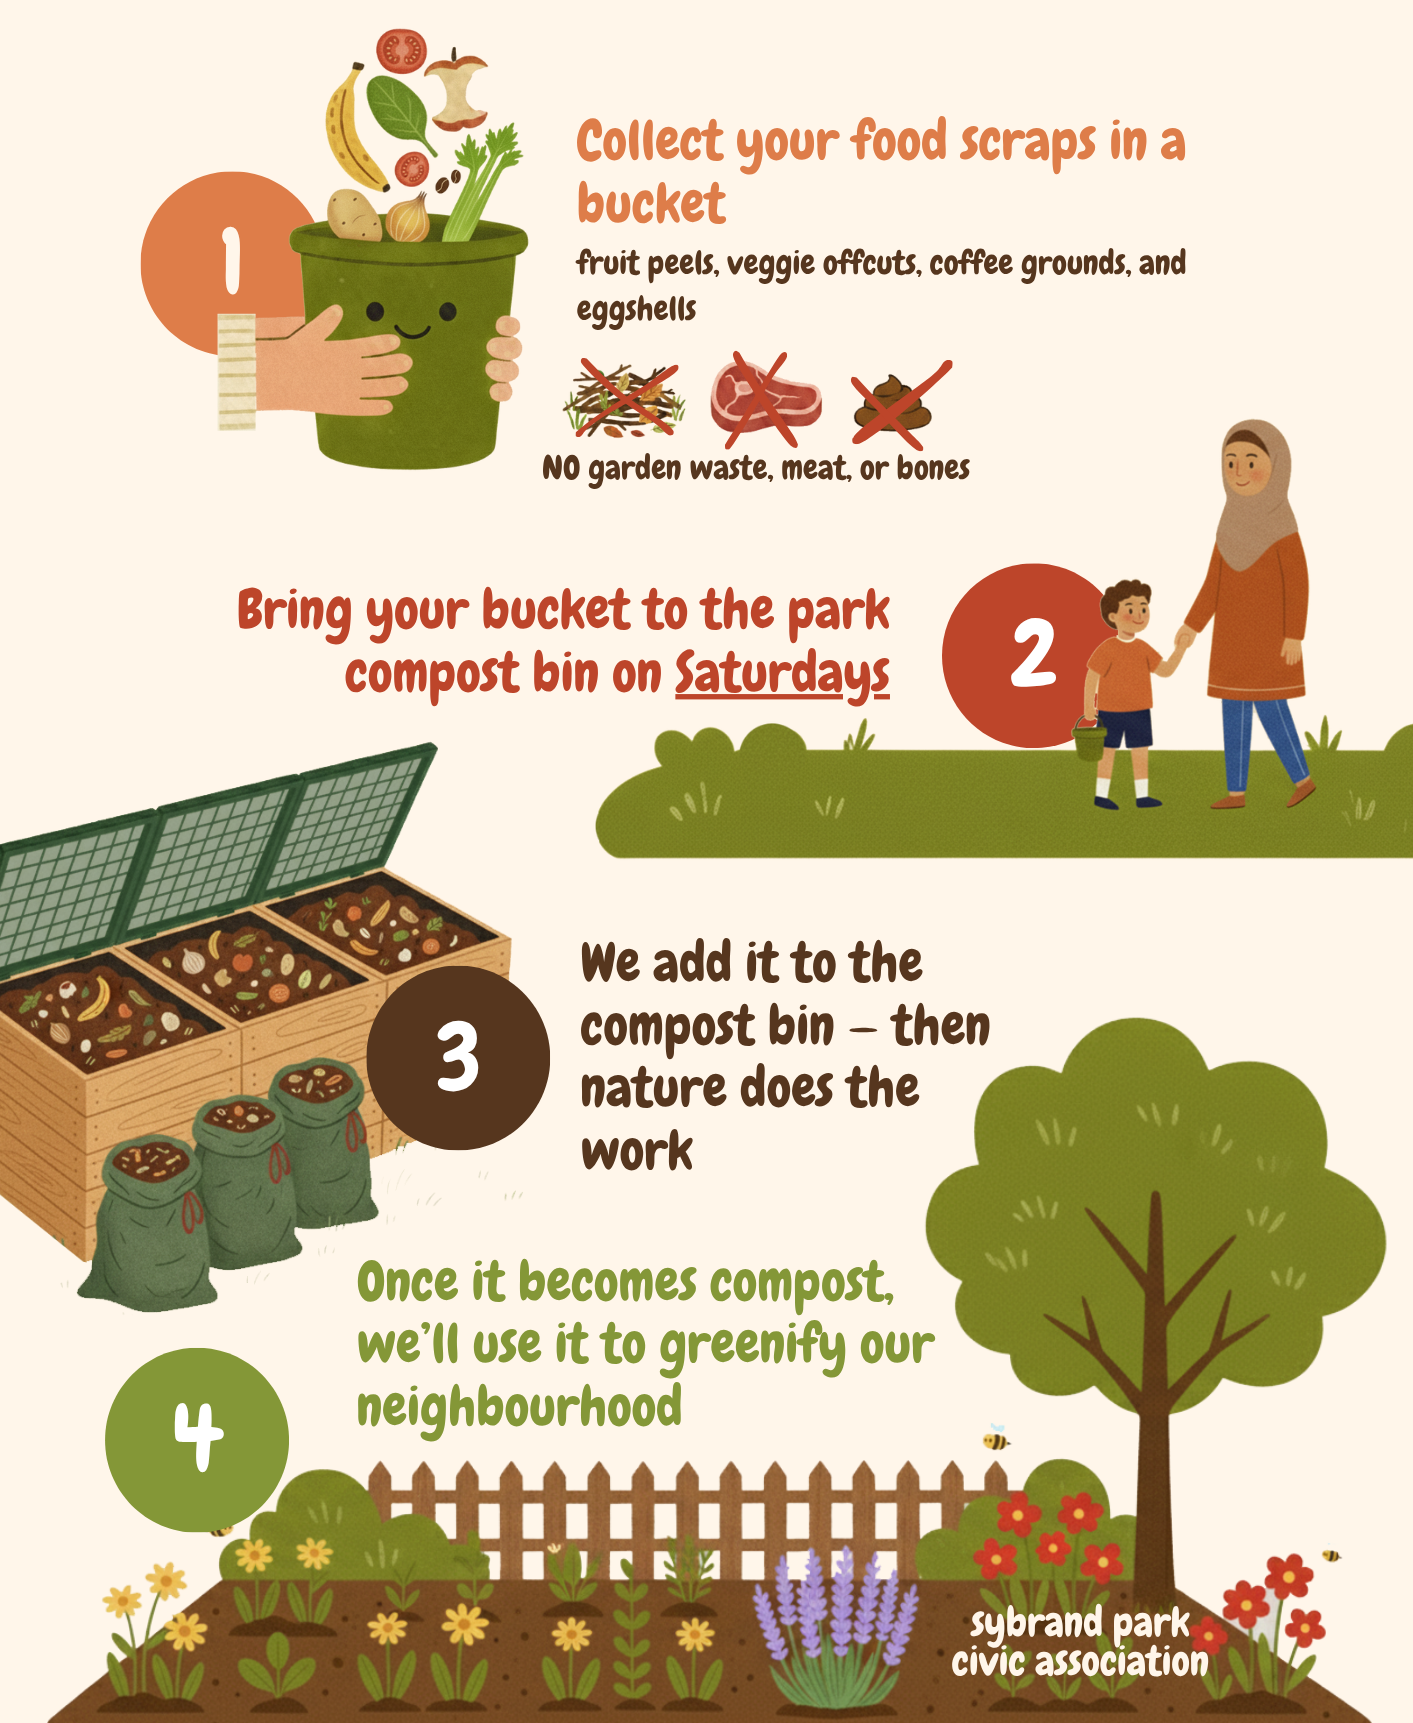 1
Collect your food scraps in a
bucket
fruit peels, veggie offcuts, coffee grounds, and
eggshells
NO garden waste, meat, or bones
Bring your bucket to the park
compost bin on Saturdays
2
3
We add it to the
compost bin – then
nature does the
work
4
Once it becomes compost,
we'll use it to greenify our
neighbourhood
sybrand park
civic association